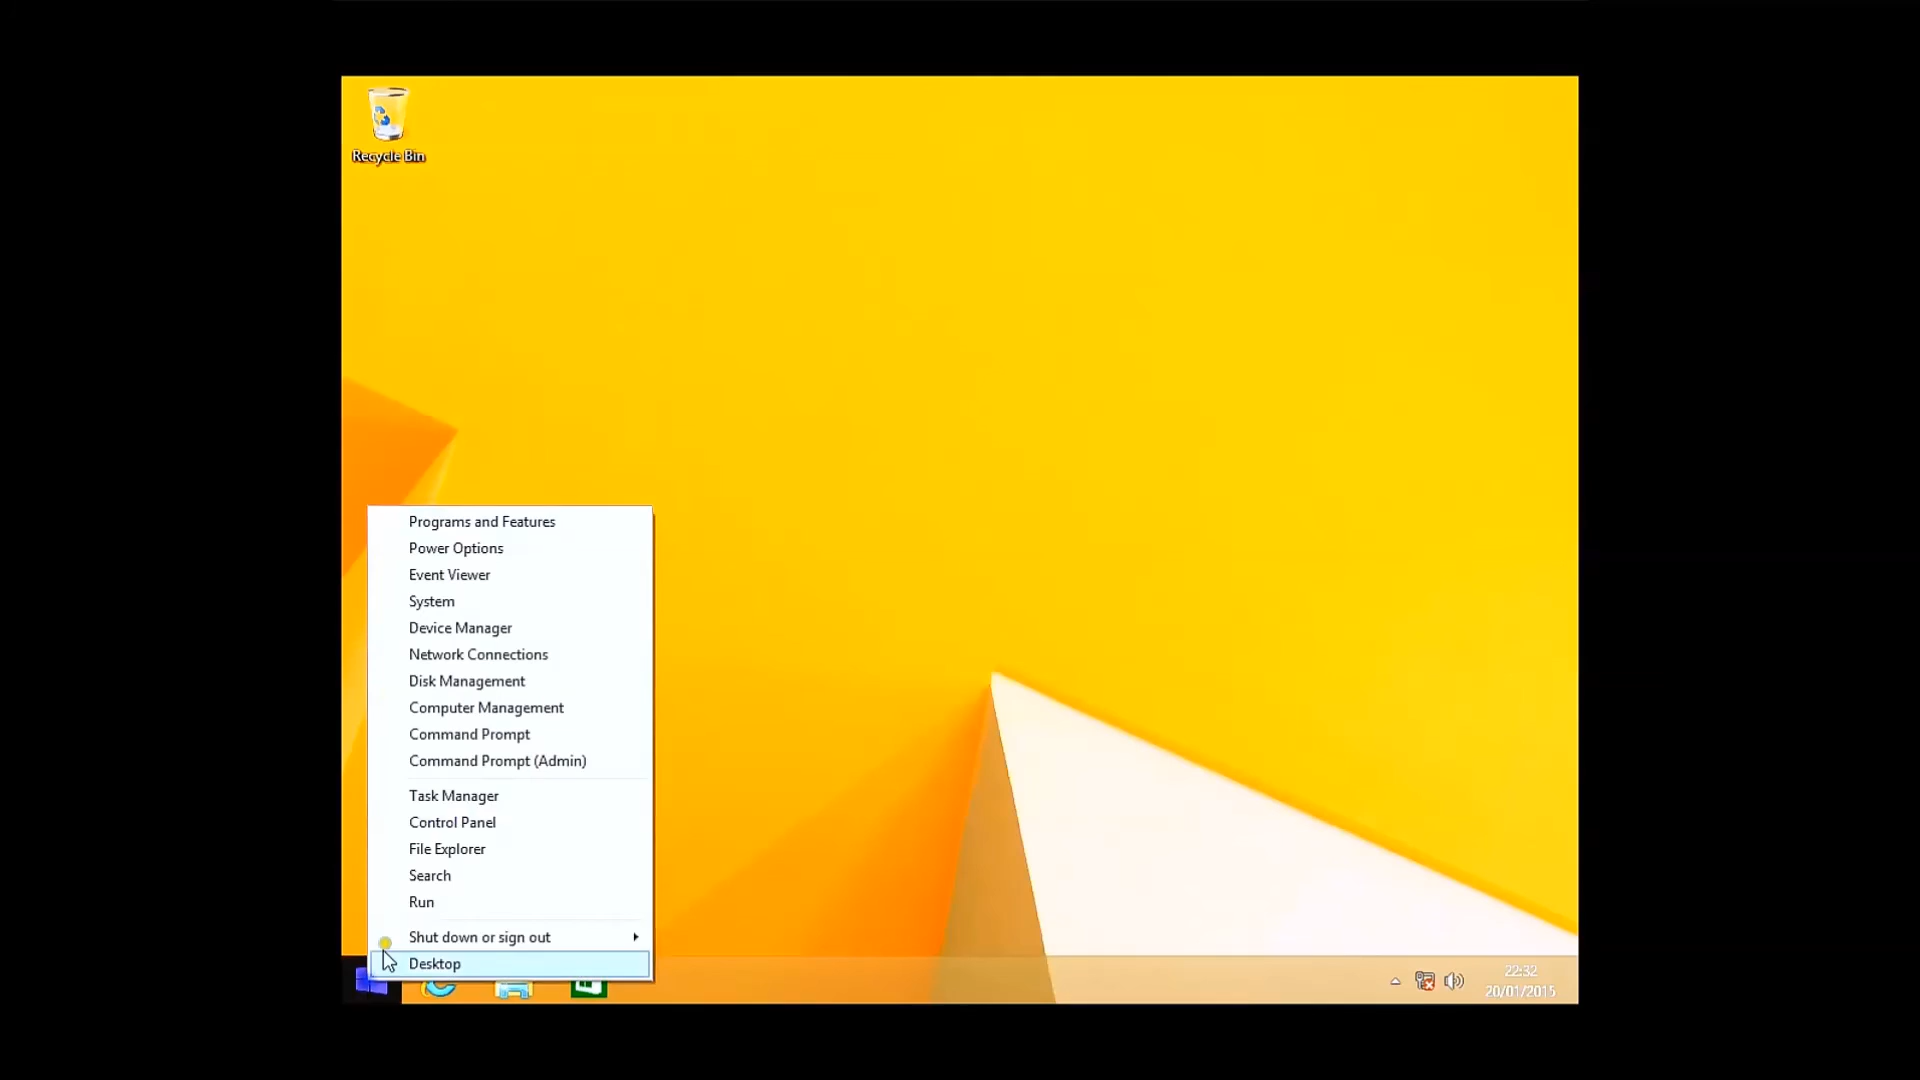 Recycle Bin
Programs and Features
Power Options
Event Viewer
System
Device Manager
Network Connections
Disk Management
Computer Management
Command Prompt
Command Prompt (Admin)
Task Manager
Control Panel
File Explorer
Search
Run
Shut down or sign out
Desktop
22:32
20/01/2015